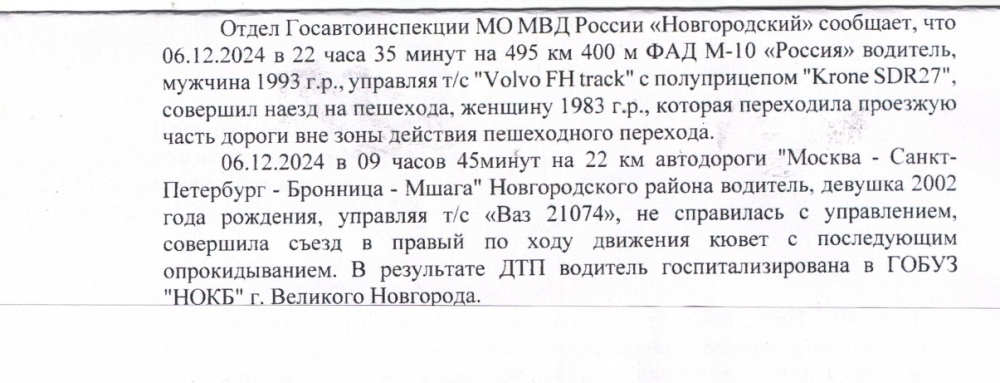 Отдел Госавтоинспекции МО МВД России «Новгородский» сообщает, что
06.12.2024 в 22 часа 35 минут на 495 км 400 м ФАД М-10 «Россия» водитель,
мужчина 1993 г.р., управляя т/с "Volvo FH track" с полуприцепом "Krone SDR27",
совершил наезд на пешехода, женщину 1983 г.р., которая переходила проезжую
часть дороги вне зоны действия пешеходного перехода.
06.12.2024 в 09 часов 45минут на 22 км автодороги "Москва - Санкт-
Петербург - Бронница - Мшага" Новгородского района водитель, девушка 2002
года рождения, управляя т/с «Ваз 21074», не справилась с управлением,
совершила съезд в правый по ходу движения кювет с последующим
опрокидыванием. В результате ДТП водитель госпитализирована в ГОБУЗ
"НОКБ" г. Великого Новгорода.